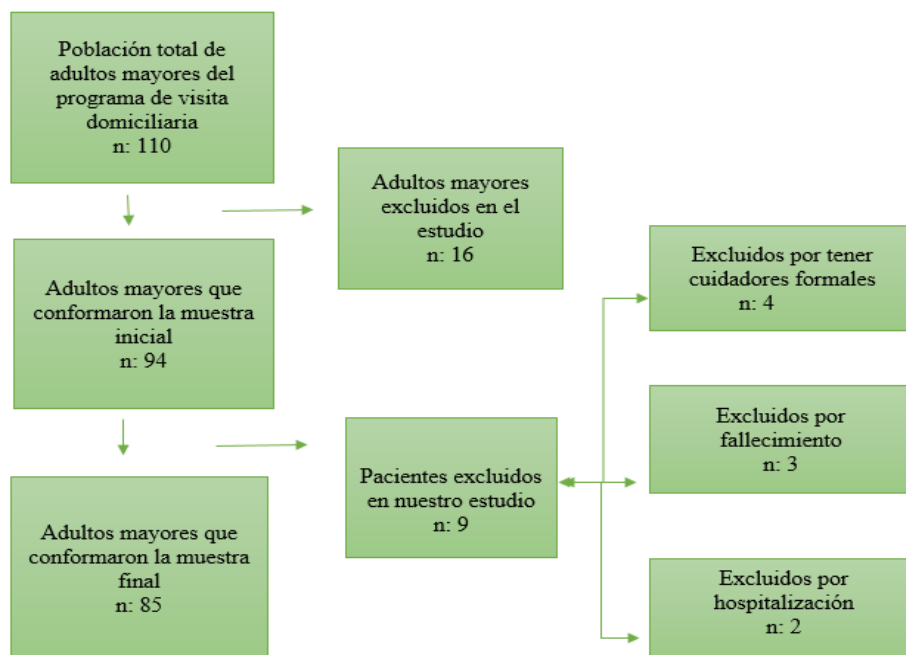 Población total de
adultos mayores del
programa de visita
domiciliaria
n: 110
Adultos mayores
excluidos en el
estudio
n: 16
Adultos mayores que
conformaron la muestra
inicial
n: 94
Excluidos por tener
cuidadores formales
n: 4
Pacientes excluidos
en nuestro estudio
n: 9
Excluidos por
fallecimiento
n: 3
Adultos mayores que
conformaron la muestra
final
n: 85
Excluidos por
hospitalización
n: 2